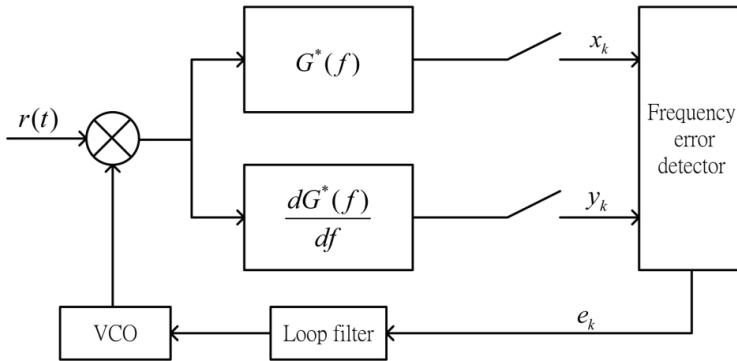 G*(f)
x_k
r(t)
Frequency
error
detector
dG*(f)
df
y_k
VCO
Loop filter
e_k